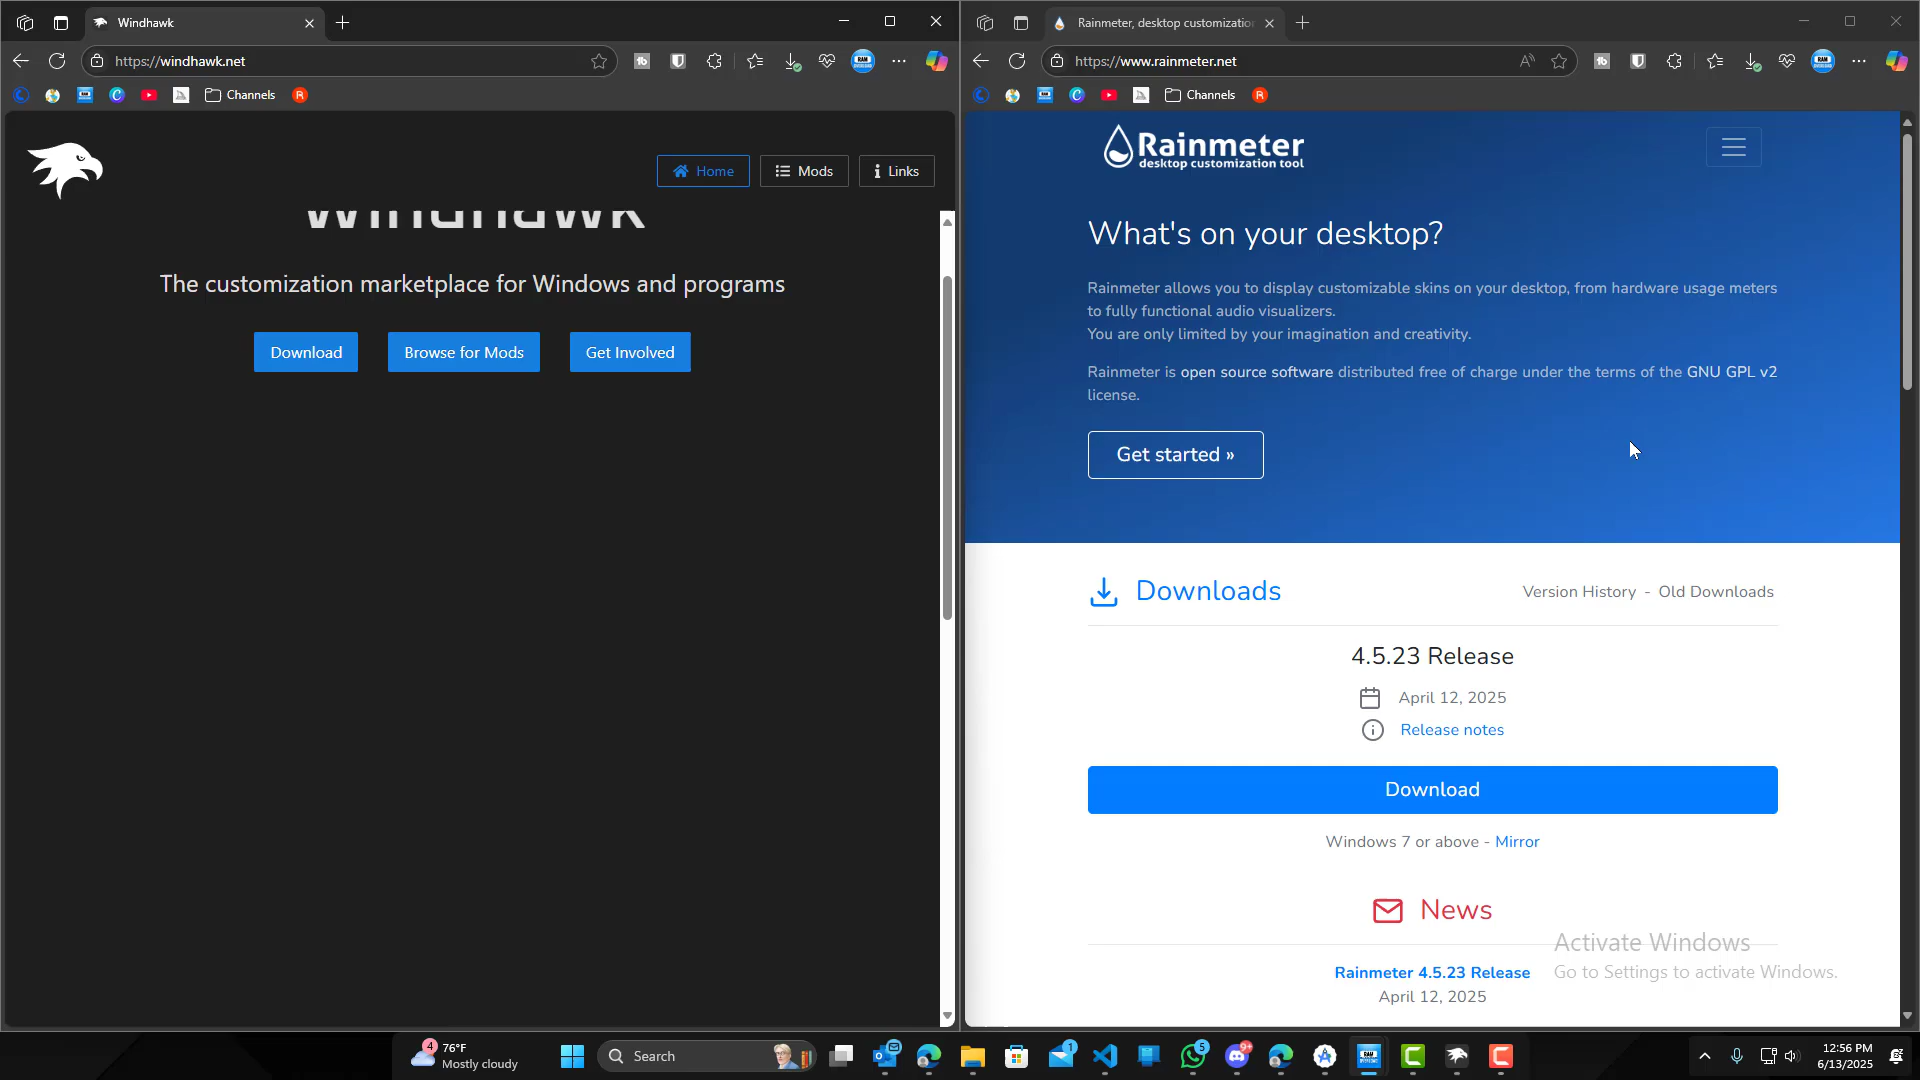 Windhawk
https://windhawk.net
Channels
Home
Mods
Links
Windhawk
The customization marketplace for Windows and programs
Download
Browse for Mods
Get Involved
Rainmeter, desktop customizatio
https://www.rainmeter.net
Channels
Rainmeter
desktop customization tool
What's on your desktop?
Rainmeter allows you to display customizable skins on your desktop, from hardware usage meters
to fully functional audio visualizers.
You are only limited by your imagination and creativity.
Rainmeter is open source software distributed free of charge under the terms of the GNU GPL v2
license.
Get started »
Downloads
Version History - Old Downloads
4.5.23 Release
April 12, 2025
Release notes
Download
Windows 7 or above - Mirror
News
Rainmeter 4.5.23 Release
April 12, 2025
Activate Windows
Go to Settings to activate Windows.
4
76°F
Mostly cloudy
Search
1
5
9+
12:56 PM
6/13/2025